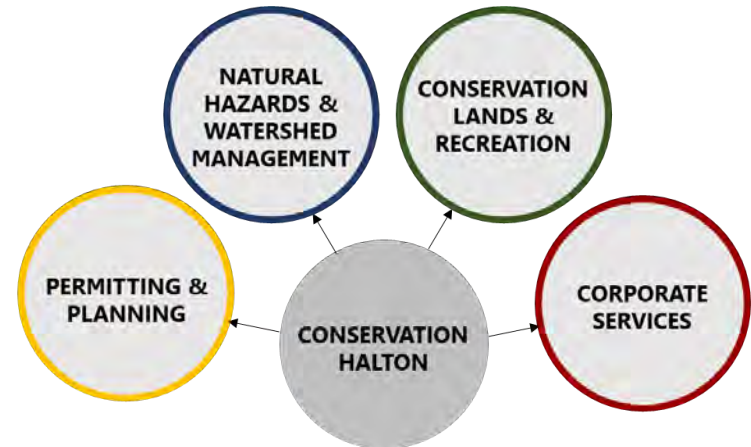 NATURAL
HAZARDS &
WATERSHED
MANAGEMENT
CONSERVATION
LANDS &
RECREATION
PERMITTING &
PLANNING
CONSERVATION
HALTON
CORPORATE
SERVICES